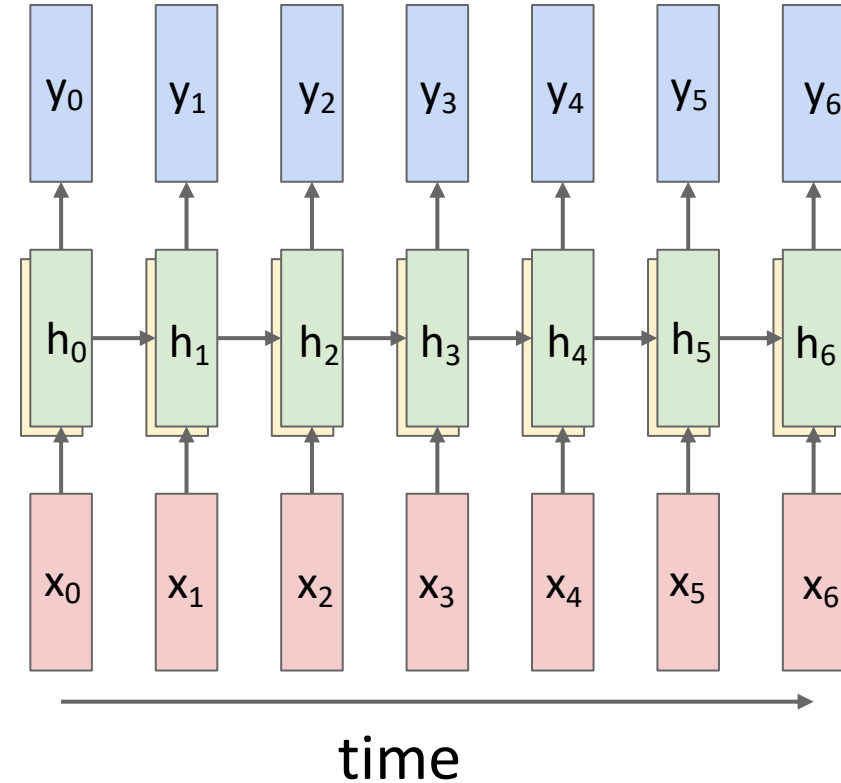 y₀ y₁ y₂ y₃ y₄ y₅ y₆
h₀ h₁ h₂ h₃ h₄ h₅ h₆
x₀ x₁ x₂ x₃ x₄ x₅ x₆
time